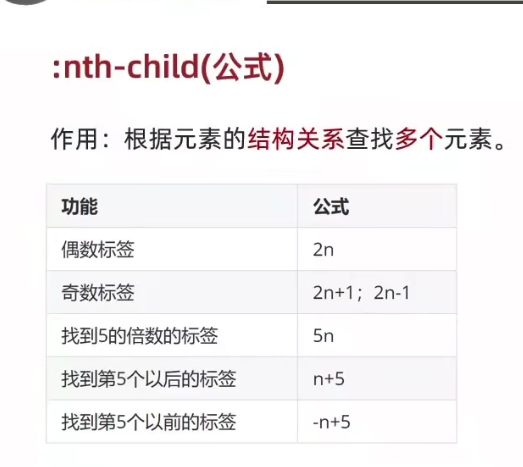 :nth-child(公式)
作用：根据元素的结构关系查找多个元素。
功能 公式
偶数标签 2n
奇数标签 2n+1；2n-1
找到5的倍数的标签 5n
找到第5个以后的标签 n+5
找到第5个以前的标签 -n+5